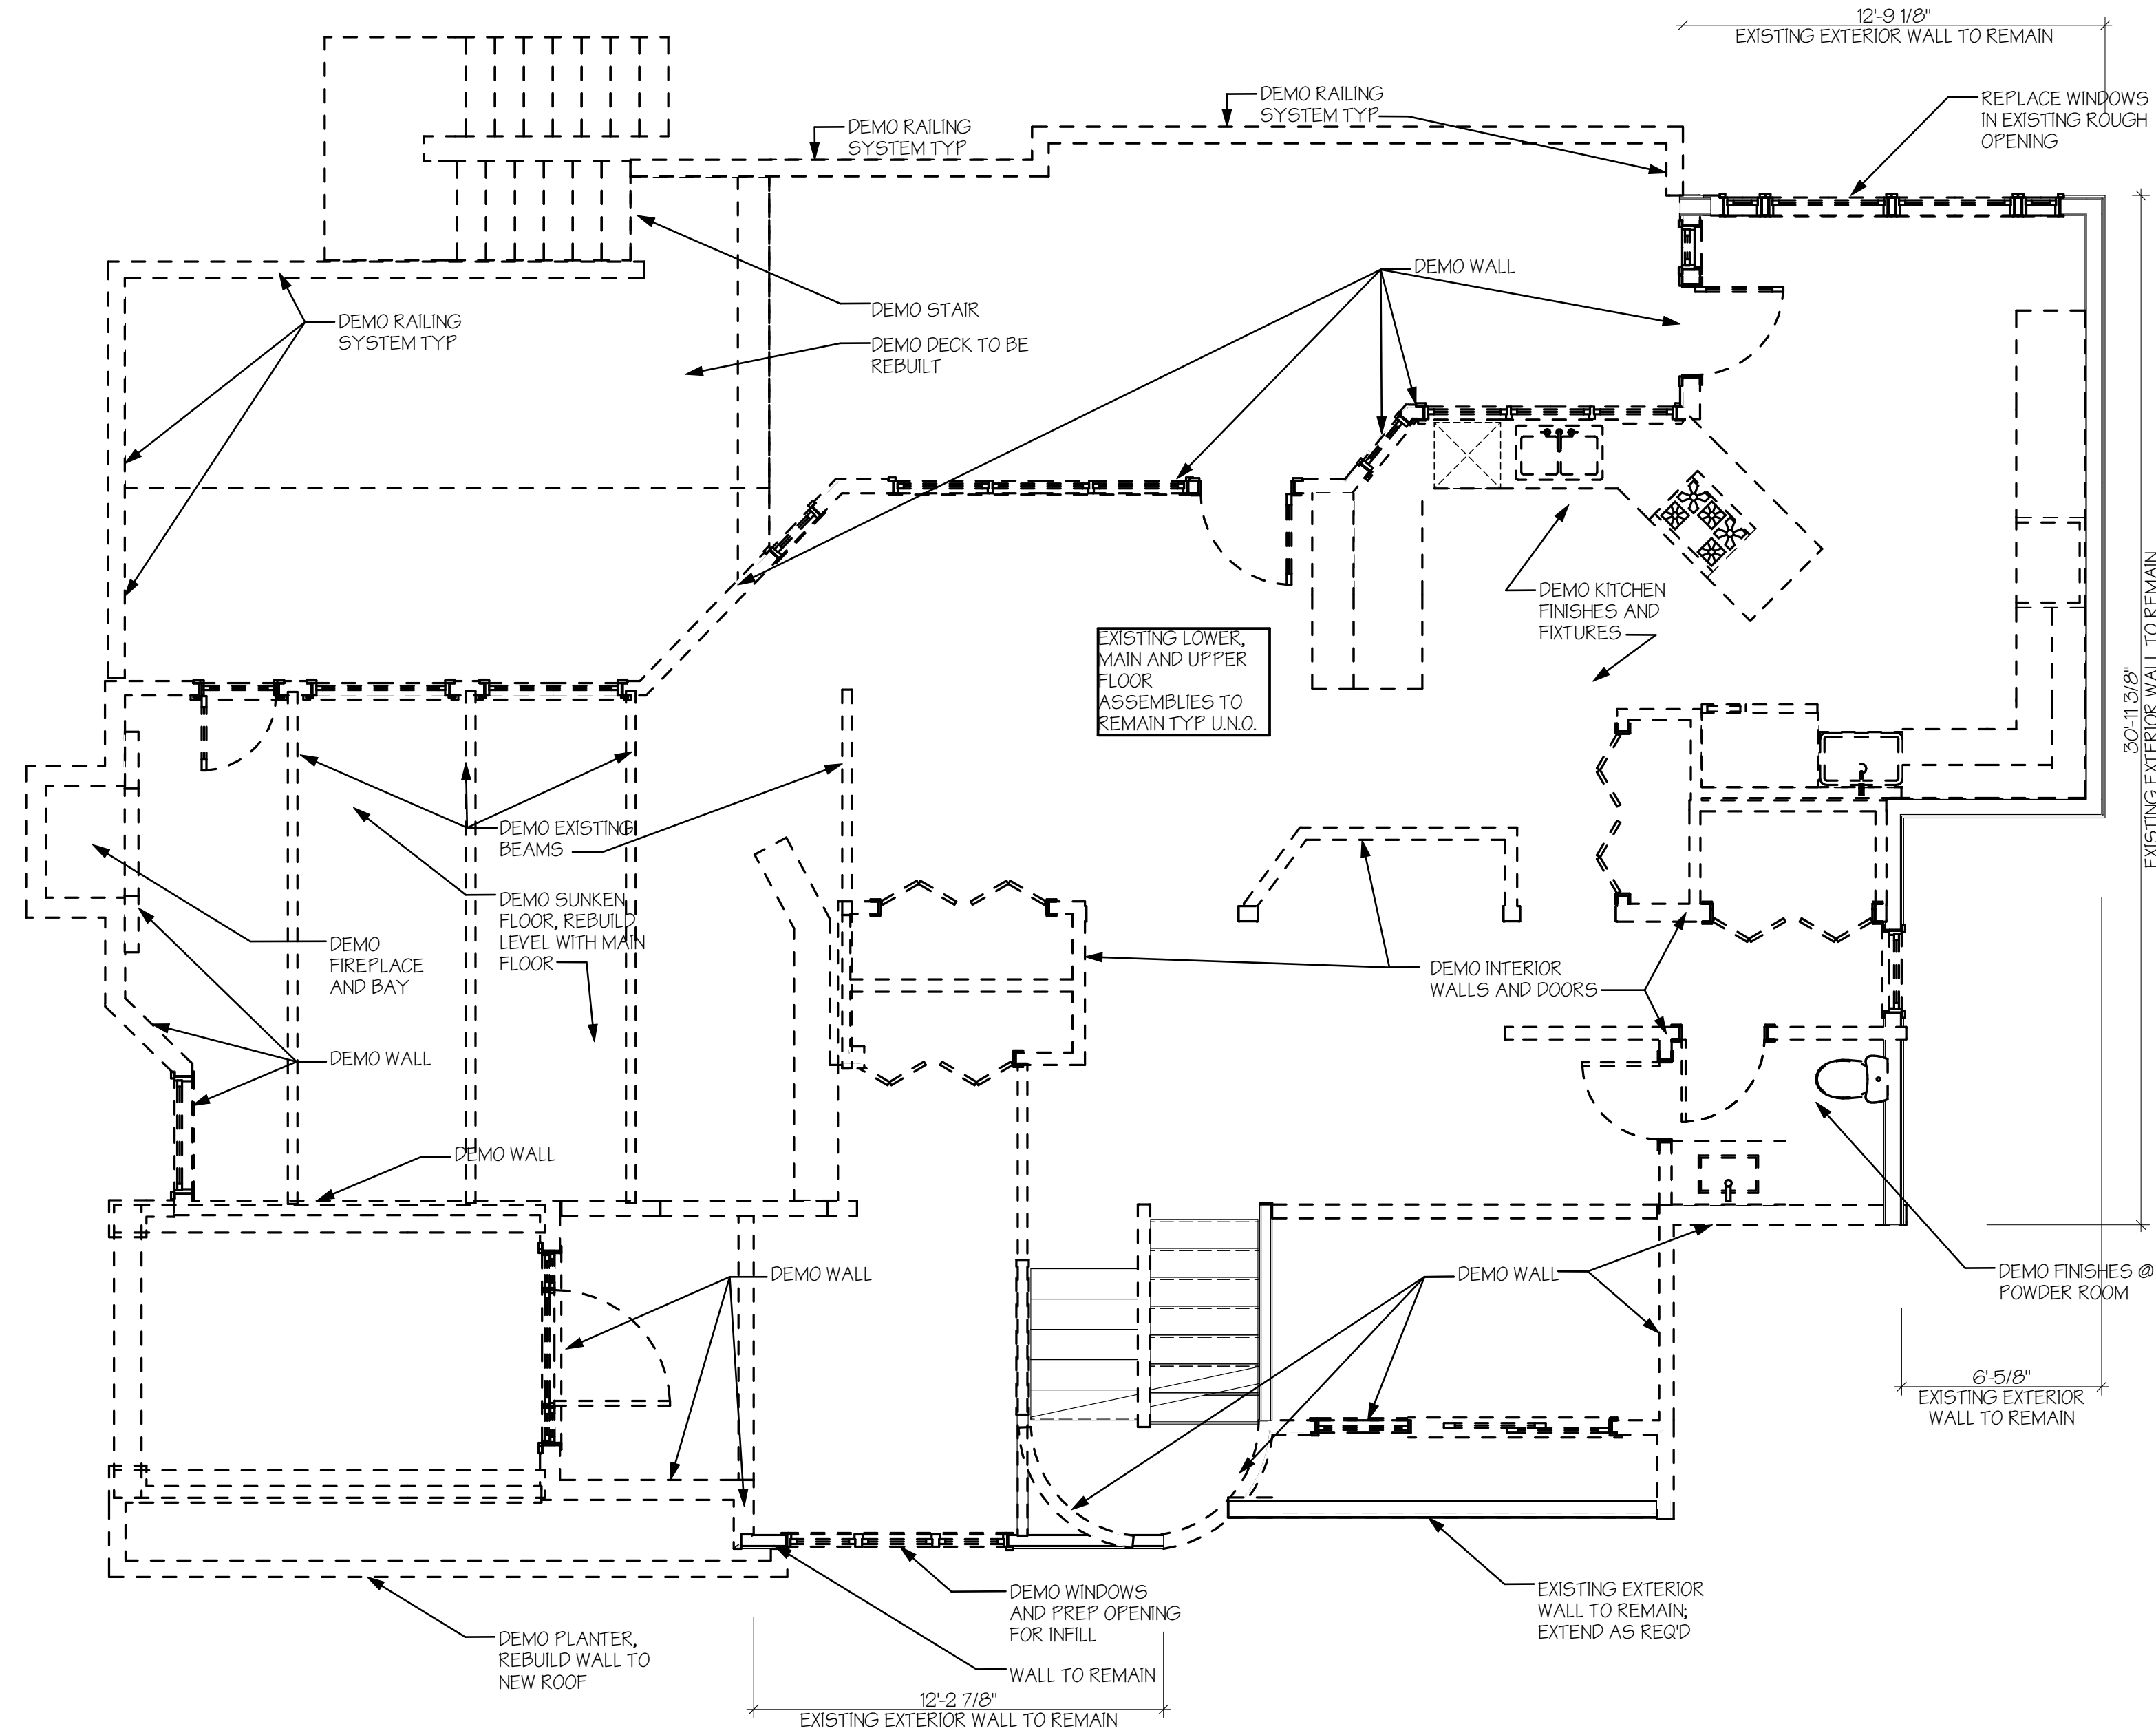 12'-9 1/8"
EXISTING EXTERIOR WALL TO REMAIN
DEMO RAILING
SYSTEM TYP
DEMO RAILING
SYSTEM TYP
REPLACE WINDOWS
IN EXISTING ROUGH
OPENING
DEMO WALL
DEMO STAIR
DEMO RAILING
SYSTEM TYP
DEMO DECK TO BE
REBUILT
DEMO KITCHEN
FINISHES AND
FIXTURES
EXISTING LOWER,
MAIN AND UPPER
FLOOR
ASSEMBLIES TO
REMAIN TYP U.N.O.
30'-11 3/8"
EXISTING EXTERIOR WALL TO REMAIN
DEMO EXISTING
BEAMS
DEMO SUNKEN
FLOOR, REBUILD
LEVEL WITH MAIN
FLOOR
DEMO
FIREPLACE
AND BAY
DEMO INTERIOR
WALLS AND DOORS
DEMO WALL
DEMO WALL
DEMO WALL
DEMO WALL
DEMO FINISHES @
POWDER ROOM
6'-5/8"
EXISTING EXTERIOR
WALL TO REMAIN
DEMO WINDOWS
AND PREP OPENING
FOR INFILL
EXISTING EXTERIOR
WALL TO REMAIN;
EXTEND AS REQ'D
DEMO PLANTER,
REBUILD WALL TO
NEW ROOF
WALL TO REMAIN
12'-2 7/8"
EXISTING EXTERIOR WALL TO REMAIN